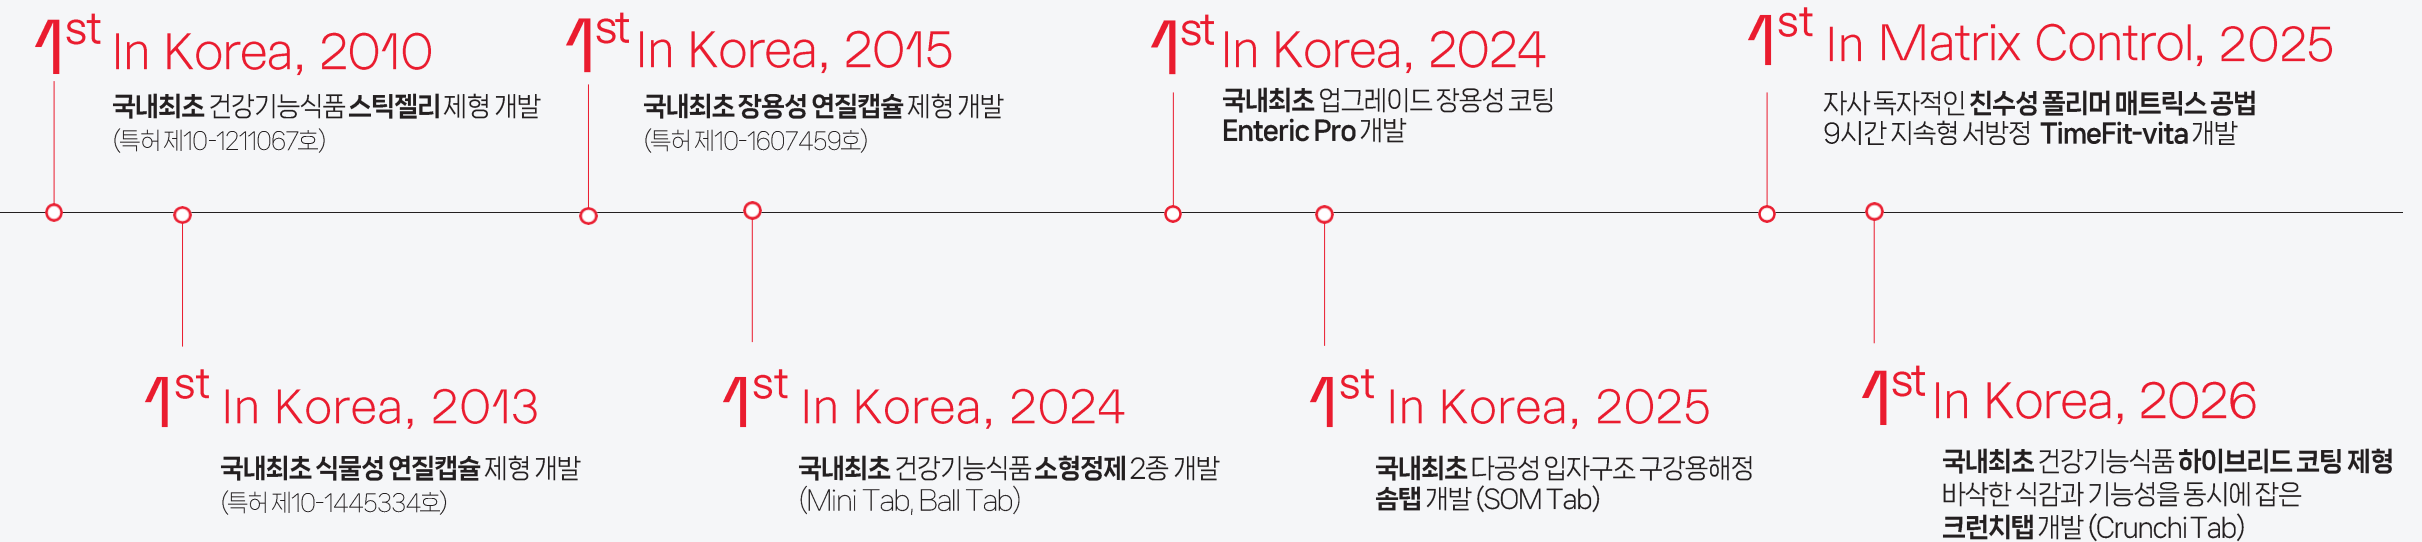 1st In Korea, 2010
국내최초 건강기능식품 스틱젤리 제형 개발
(특허 제10-1211067호)
1st In Korea, 2013
국내최초 식물성 연질캡슐 제형 개발
(특허 제10-1445334호)
1st In Korea, 2015
국내최초 장용성 연질캡슐 제형 개발
(특허 제10-1607459호)
1st In Korea, 2024
국내최초 건강기능식품 소형정제 2종 개발
(Mini Tab, Ball Tab)
1st In Korea, 2024
국내최초 업그레이드 장용성 코팅
Enteric Pro 개발
1st In Korea, 2025
국내최초 다공성 입자구조 구강용해정
솜탭 개발 (SOM Tab)
1st In Matrix Control, 2025
자사 독자적인 친수성 폴리머 매트릭스 공법
9시간 지속형 서방정 TimeFit-vita 개발
1st In Korea, 2026
국내최초 건강기능식품 하이브리드 코팅 제형
바삭한 식감과 기능성을 동시에 잡은
크런치탭 개발 (Crunchi Tab)